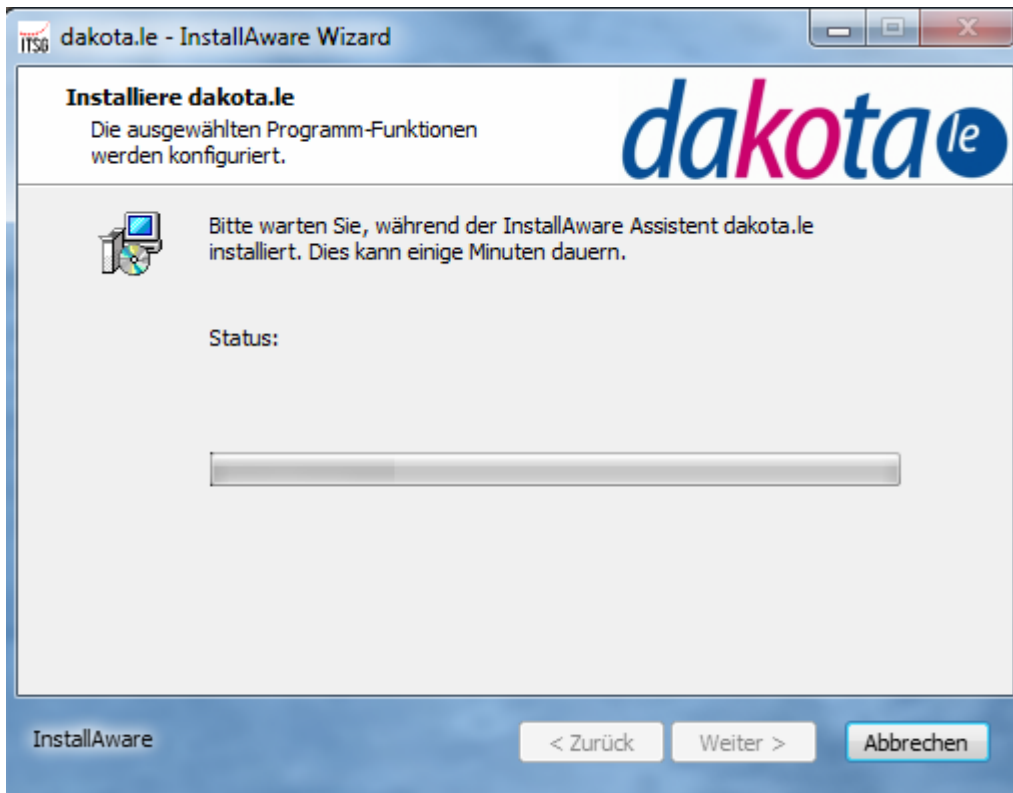 ITSG dakota.le - InstallAware Wizard
Installiere dakota.le
Die ausgewählten Programm-Funktionen
werden konfiguriert.
dakota le
Bitte warten Sie, während der InstallAware Assistent dakota.le
installiert. Dies kann einige Minuten dauern.
Status:
InstallAware
< Zurück
Weiter >
Abbrechen